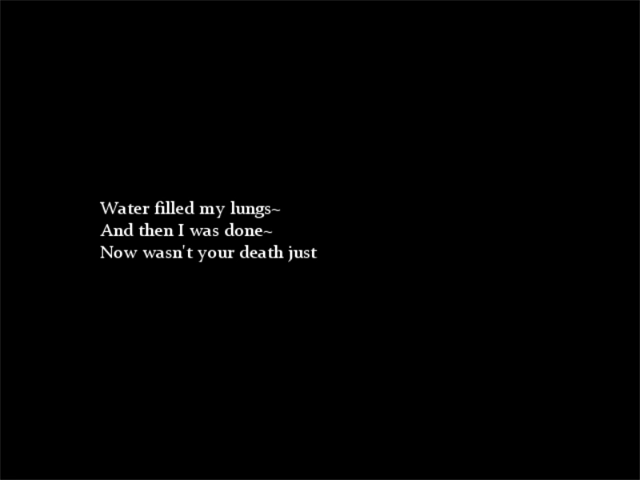 Water filled my lungs~
And then I was done~
Now wasn't your death just